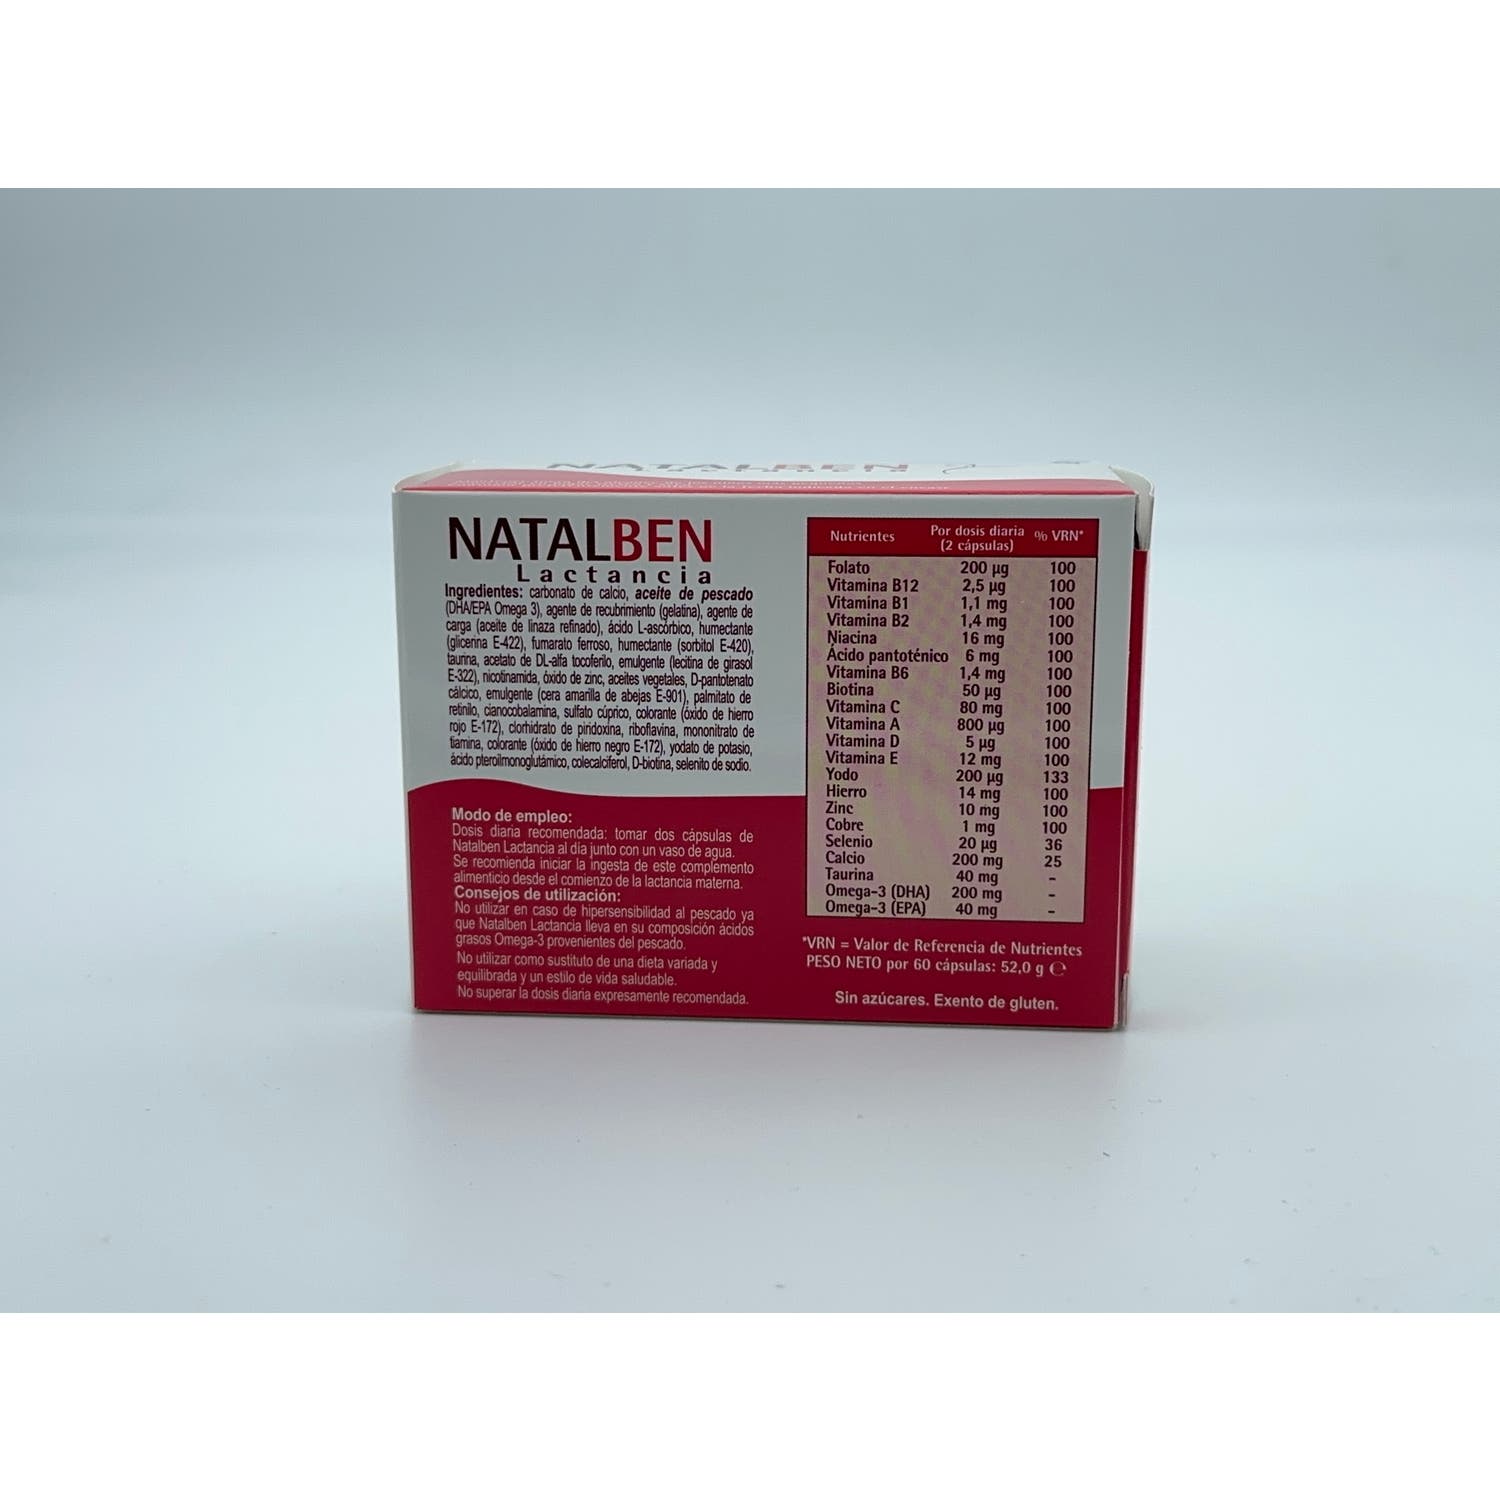 NATALBEN
NATALBEN
Lactancia
Ingredientes: carbonato de calcio, aceite de pescado
(DHA/EPA Omega 3), agente de recubrimiento (gelatina), agente de
carga (aceite de linaza refinado), ácido L-ascórbico, humectante
(glicerina E-422), fumarato ferroso, humectante (sorbitol E-420),
taurina, acetato de DL-alfa tocoferilo, emulgente (lecitina de girasol
E-322), nicotinamida, óxido de zinc, aceites vegetales, D-pantotenato
cálcico, emulgente (cera amarilla de abejas E-901), palmitato de
retinilo, cianocobalamina, sulfato cúprico, colorante (óxido de hierro
rojo E-172), clorhidrato de piridoxina, riboflavina, mononitrato de
tiamina, colorante (óxido de hierro negro E-172), yodato de potasio,
ácido pteroilmonoglutámico, colecalciferol, D-biotina, selenito de sodio.
Modo de empleo:
Dosis diaria recomendada: tomar dos cápsulas de
Natalben Lactancia al día junto con un vaso de agua.
Se recomienda iniciar la ingesta de este complemento
alimenticio desde el comienzo de la lactancia materna.
Consejos de utilización:
No utilizar en caso de hipersensibilidad al pescado ya
que Natalben Lactancia lleva en su composición ácidos
grasos Omega-3 provenientes del pescado.
No utilizar como sustituto de una dieta variada y
equilibrada y un estilo de vida saludable.
No superar la dosis diaria expresamente recomendada.
Nutrientes Por dosis diaria (2 cápsulas) % VRN*
Folato 200 µg 100
Vitamina B12 2,5 µg 100
Vitamina B1 1,1 mg 100
Vitamina B2 1,4 mg 100
Niacina 16 mg 100
Ácido pantoténico 6 mg 100
Vitamina B6 1,4 mg 100
Biotina 50 µg 100
Vitamina C 80 mg 100
Vitamina A 800 µg 100
Vitamina D 5 µg 100
Vitamina E 12 mg 100
Yodo 200 µg 133
Hierro 14 mg 100
Zinc 10 mg 100
Cobre 1 mg 100
Selenio 20 µg 36
Calcio 200 mg 25
Taurina 40 mg -
Omega-3 (DHA) 200 mg -
Omega-3 (EPA) 40 mg -
*VRN = Valor de Referencia de Nutrientes
PESO NETO por 60 cápsulas: 52,0 g ℮
Sin azúcares. Exento de gluten.